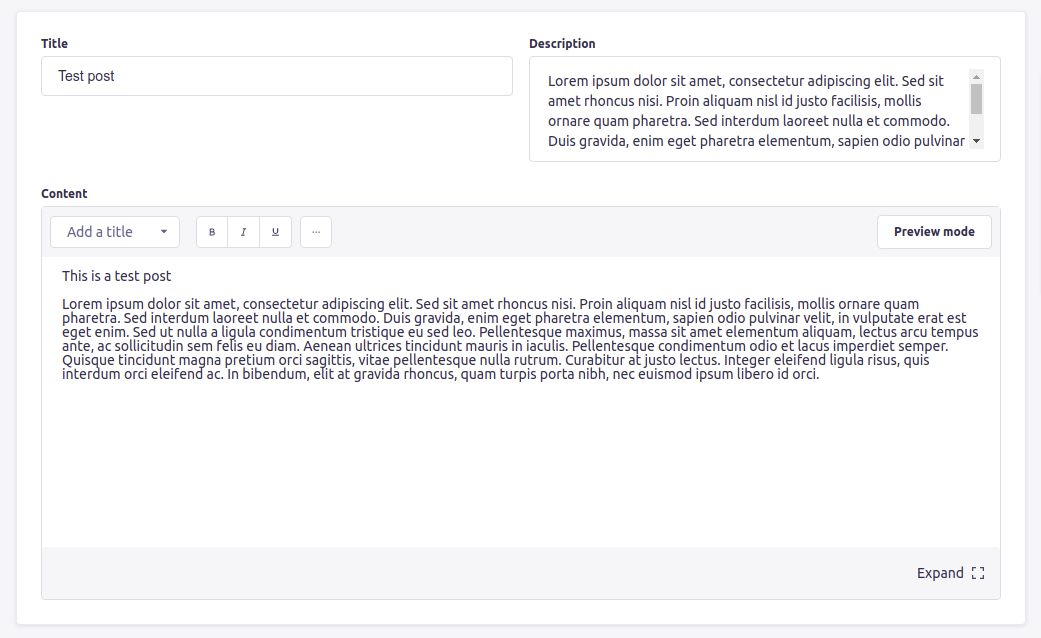 Title
Test post
Description
Lorem ipsum dolor sit amet, consectetur adipiscing elit. Sed sit
amet rhoncus nisi. Proin aliquam nisl id justo facilisis, mollis
ornare quam pharetra. Sed interdum laoreet nulla et commodo.
Duis gravida, enim eget pharetra elementum, sapien odio pulvinar
Content
Add a title
B I U ...
Preview mode
This is a test post
Lorem ipsum dolor sit amet, consectetur adipiscing elit. Sed sit amet rhoncus nisi. Proin aliquam nisl id justo facilisis, mollis ornare quam
pharetra. Sed interdum laoreet nulla et commodo. Duis gravida, enim eget pharetra elementum, sapien odio pulvinar velit, in vulputate erat est
eget enim. Sed ut nulla a ligula condimentum tristique eu sed leo. Pellentesque maximus, massa sit amet elementum aliquam, lectus arcu tempus
ante, ac sollicitudin sem felis eu diam. Aenean ultrices tincidunt mauris in iaculis. Pellentesque condimentum odio et lacus imperdiet semper.
Quisque tincidunt magna pretium orci sagittis, vitae pellentesque nulla rutrum. Curabitur at justo lectus. Integer eleifend ligula risus, quis
interdum orci eleifend ac. In bibendum, elit at gravida rhoncus, quam turpis porta nibh, nec euismod ipsum libero id orci.
Expand